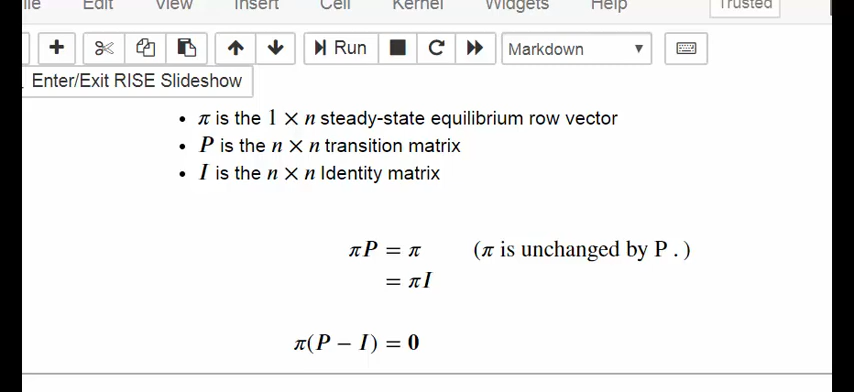 Edit View Insert Cell Kernel Widgets Help Trusted
Run Markdown
Enter/Exit RISE Slideshow
• π is the 1 × n steady-state equilibrium row vector
• P is the n × n transition matrix
• I is the n × n Identity matrix
πP = π (π is unchanged by P . )
= πI
π(P − I) = 0